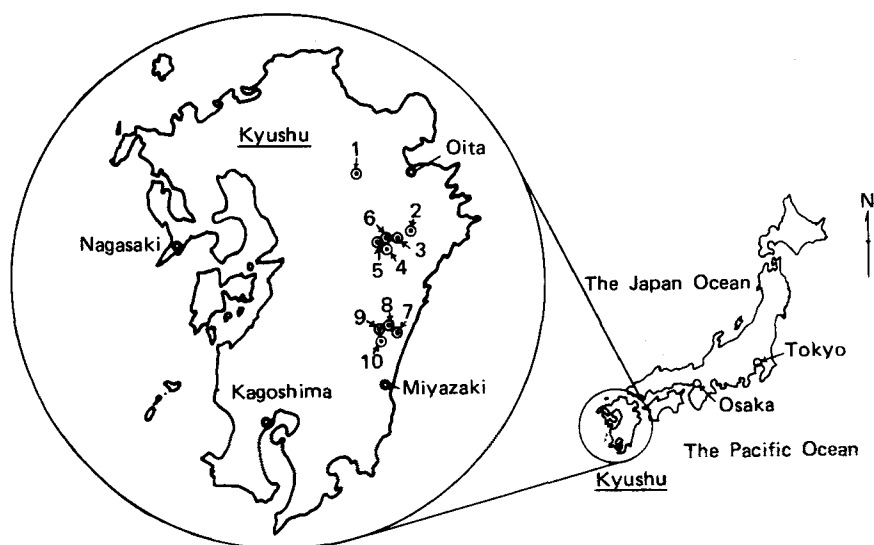 Kyushu
1
Oita
6
2
Nagasaki
5
4
3
9
8
7
10
Kagoshima
Miyazaki
N
The Japan Ocean
Tokyo
Osaka
The Pacific Ocean
Kyushu